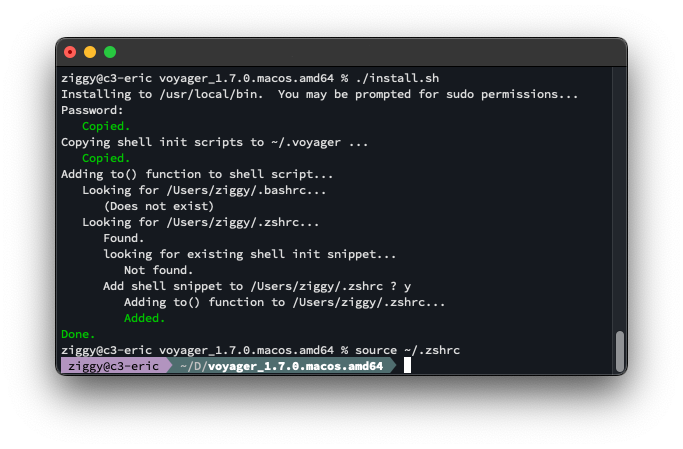 ziggy@c3-eric voyager_1.7.0.macos.amd64 % ./install.sh
Installing to /usr/local/bin.  You may be prompted for sudo permissions...
Password:
   Copied.
Copying shell init scripts to ~/.voyager ...
   Copied.
Adding to() function to shell script...
   Looking for /Users/ziggy/.bashrc...
      (Does not exist)
   Looking for /Users/ziggy/.zshrc...
      Found.
      looking for existing shell init snippet...
         Not found.
      Add shell snippet to /Users/ziggy/.zshrc ? y
         Adding to() function to /Users/ziggy/.zshrc...
         Added.
Done.
ziggy@c3-eric voyager_1.7.0.macos.amd64 % source ~/.zshrc
ziggy@c3-eric ~/D/voyager_1.7.0.macos.amd64